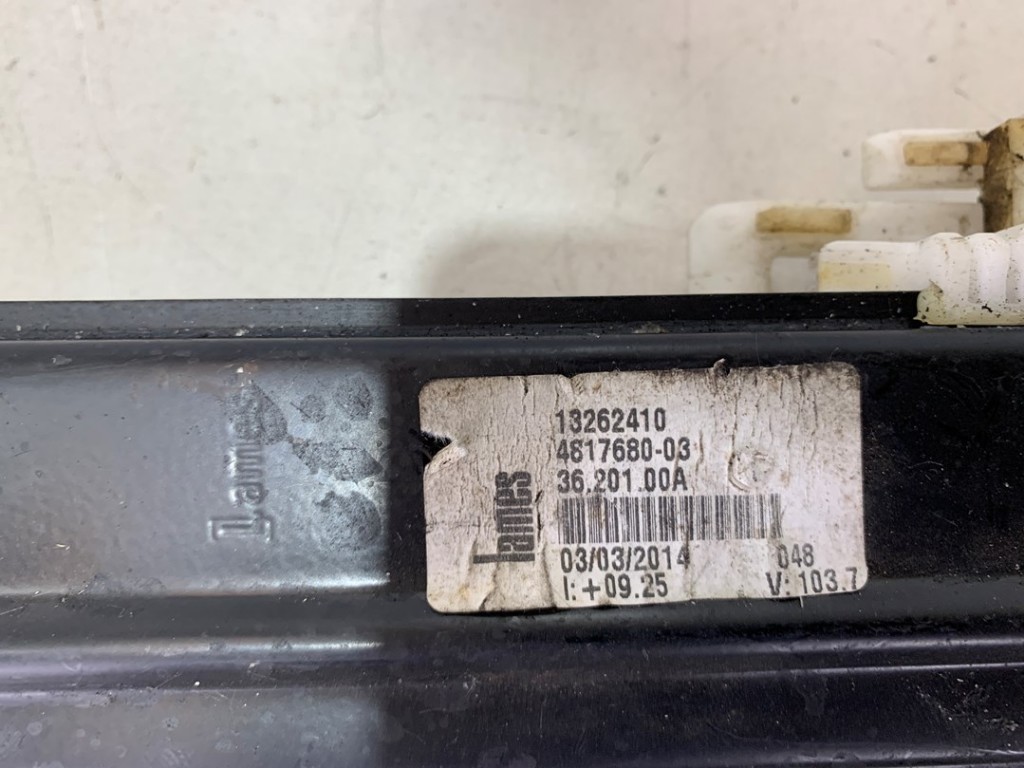 Lames
Lames
13262410
4817680-03
36.201.00A
03/03/2014 048
I: +09.25 V: 103.7